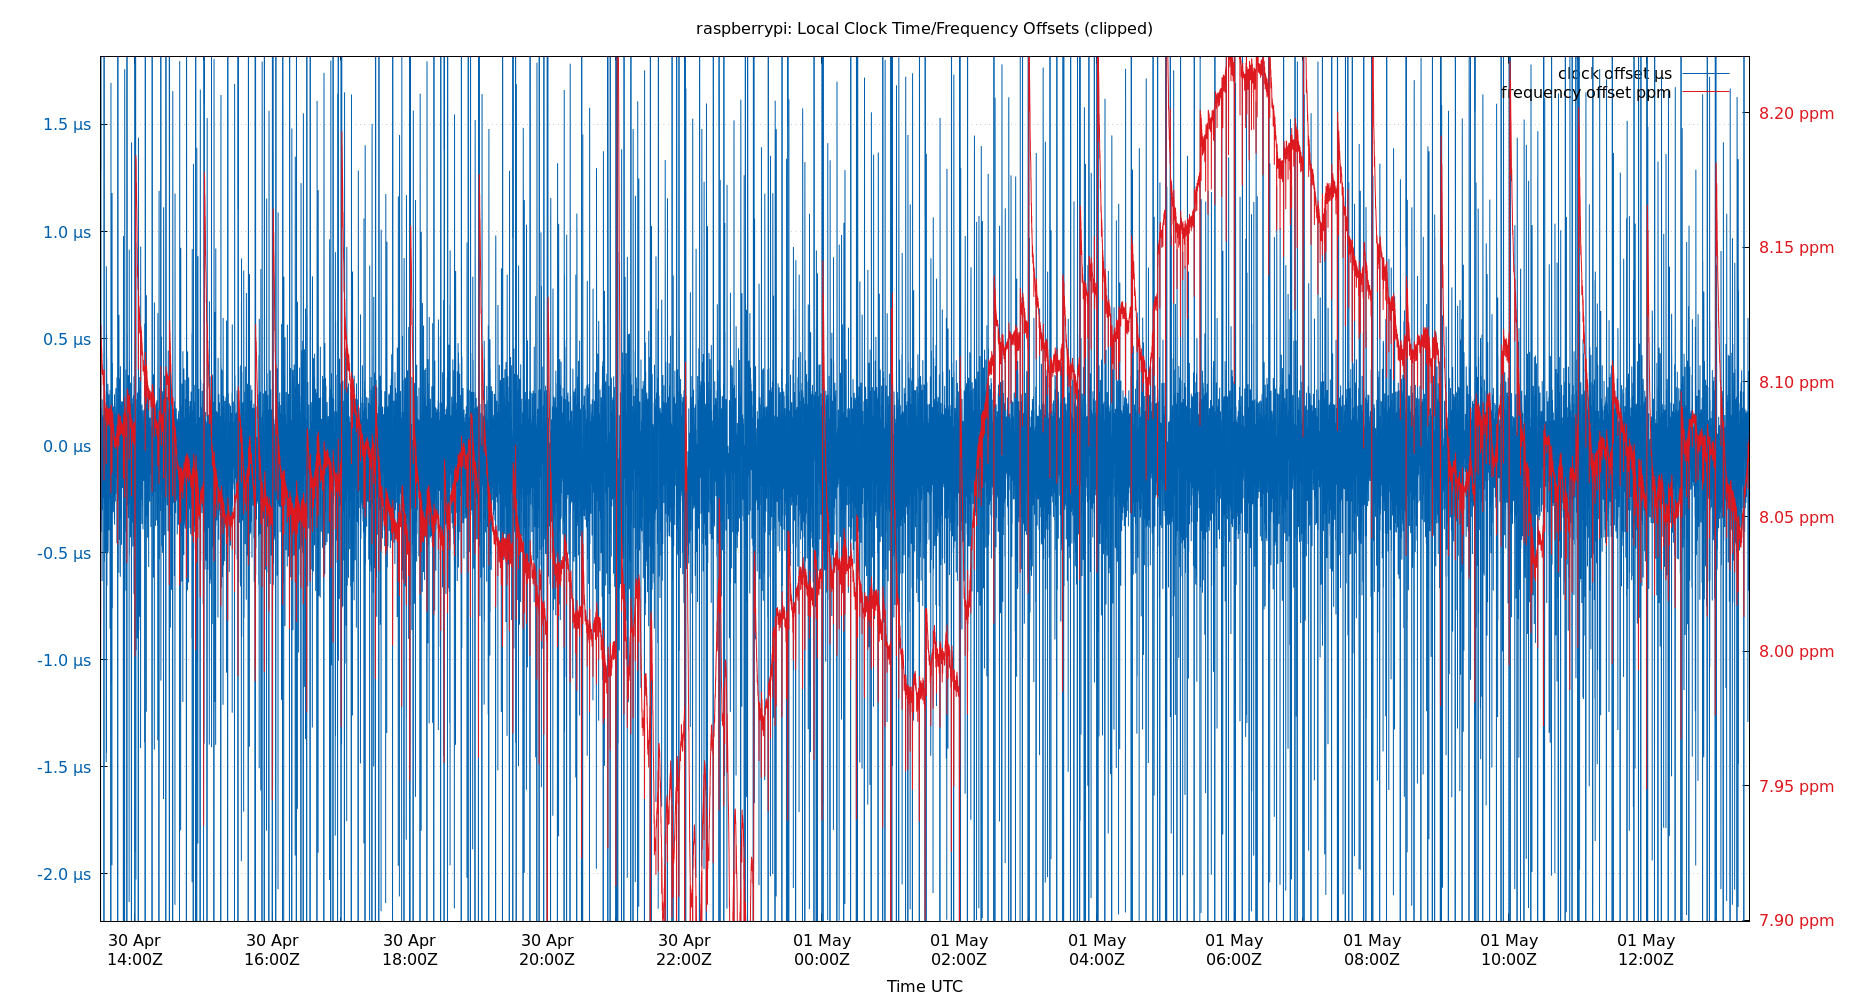 raspberrypi: Local Clock Time/Frequency Offsets (clipped)
clock offset µs
frequency offset ppm
1.5 µs
1.0 µs
0.5 µs
0.0 µs
-0.5 µs
-1.0 µs
-1.5 µs
-2.0 µs
8.20 ppm
8.15 ppm
8.10 ppm
8.05 ppm
8.00 ppm
7.95 ppm
7.90 ppm
30 Apr 30 Apr 30 Apr 30 Apr 30 Apr 01 May 01 May 01 May 01 May 01 May 01 May 01 May
14:00Z 16:00Z 18:00Z 20:00Z 22:00Z 00:00Z 02:00Z 04:00Z 06:00Z 08:00Z 10:00Z 12:00Z
Time UTC